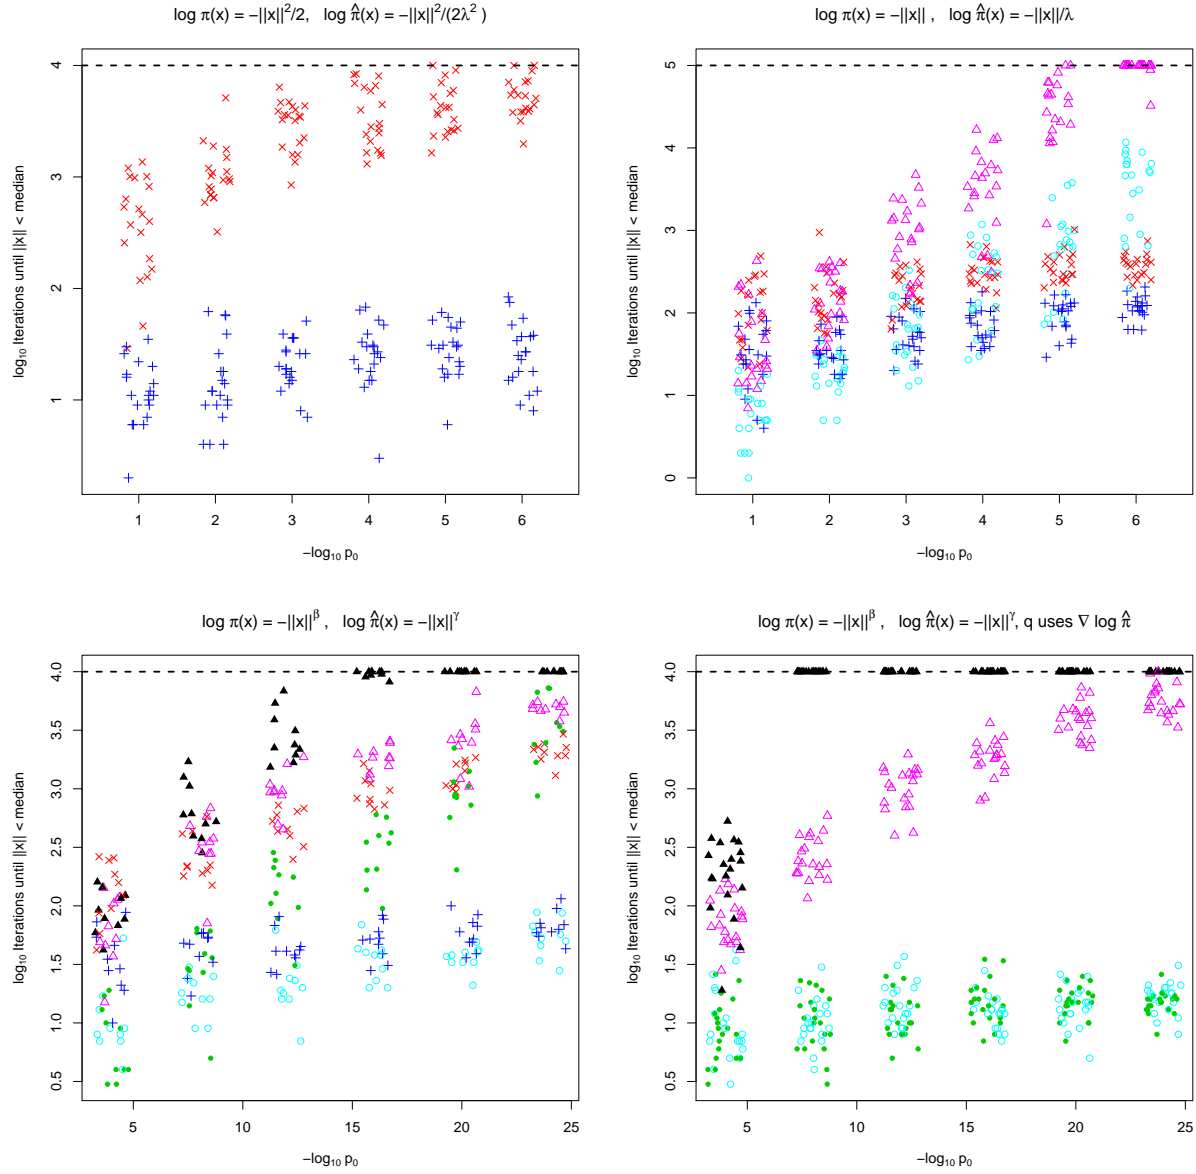 log π(x) = −||x||²/2,   log π̂(x) = −||x||²/(2λ² )
log₁₀ Iterations until ||x|| < median
4
3
2
1
1 2 3 4 5 6
−log₁₀ p₀
log π(x) = −||x|| ,   log π̂(x) = −||x||/λ
log₁₀ Iterations until ||x|| < median
5
4
3
2
1
0
1 2 3 4 5 6
−log₁₀ p₀
log π(x) = −||x||^β ,   log π̂(x) = −||x||^γ
log₁₀ Iterations until ||x|| < median
4.0
3.5
3.0
2.5
2.0
1.5
1.0
0.5
5 10 15 20 25
−log₁₀ p₀
log π(x) = −||x||^β ,   log π̂(x) = −||x||^γ, q uses ∇ log π̂
log₁₀ Iterations until ||x|| < median
4.0
3.5
3.0
2.5
2.0
1.5
1.0
0.5
5 10 15 20 25
−log₁₀ p₀